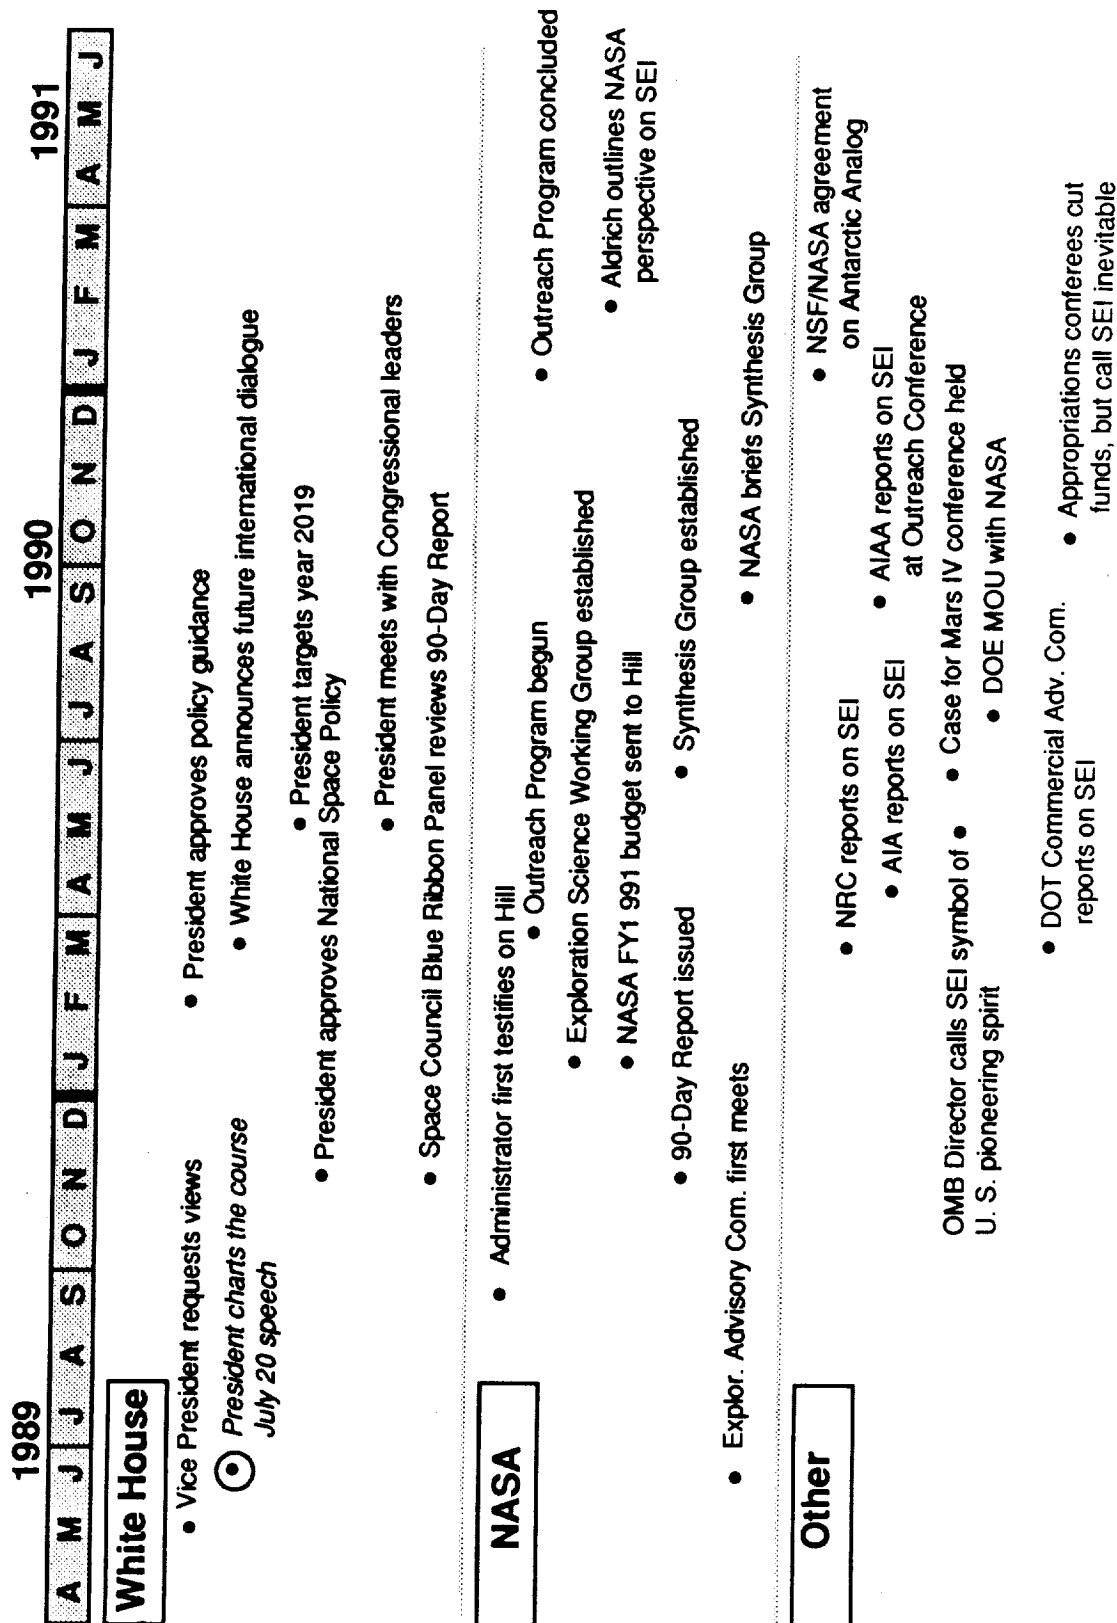 1989
1990
1991
A M J J A S O N D J F M A M J J A S O N D J F M A M J
White House
• Vice President requests views
• President approves policy guidance
President charts the course
July 20 speech
• White House announces future international dialogue
• President targets year 2019
• President approves National Space Policy
• President meets with Congressional leaders
• Space Council Blue Ribbon Panel reviews 90-Day Report
NASA
• Administrator first testifies on Hill
• Outreach Program begun
• Outreach Program concluded
• Exploration Science Working Group established
• Aldrich outlines NASA
perspective on SEI
• NASA FY1 991 budget sent to Hill
• 90-Day Report issued
• Synthesis Group established
• Explor. Advisory Com. first meets
• NASA briefs Synthesis Group
Other
• NRC reports on SEI
• NSF/NASA agreement
on Antarctic Analog
• AIA reports on SEI
• AIAA reports on SEI
at Outreach Conference
OMB Director calls SEI symbol of •
U. S. pioneering spirit
• Case for Mars IV conference held
• DOE MOU with NASA
• DOT Commercial Adv. Com.
reports on SEI
• Appropriations conferees cut
funds, but call SEI inevitable